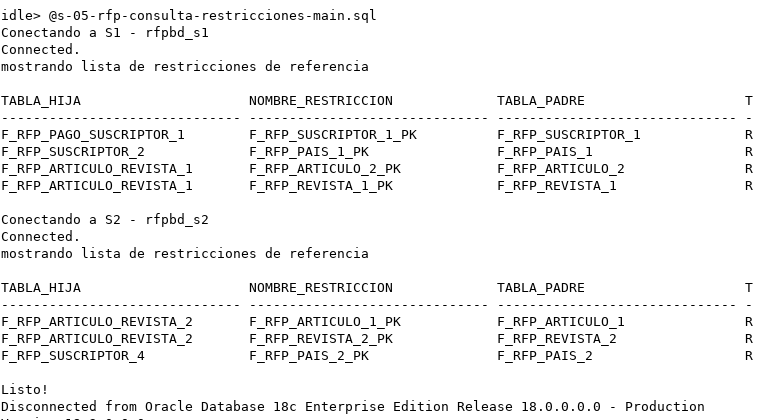 idle> @s-05-rfp-consulta-restricciones-main.sql
Conectando a S1 - rfpbd_s1
Connected.
mostrando lista de restricciones de referencia
TABLA_HIJA                     NOMBRE_RESTRICCION             TABLA_PADRE                    T
------------------------------ ------------------------------ ------------------------------ -
F_RFP_PAGO_SUSCRIPTOR_1        F_RFP_SUSCRIPTOR_1_PK          F_RFP_SUSCRIPTOR_1             R
F_RFP_SUSCRIPTOR_2             F_RFP_PAIS_1_PK                F_RFP_PAIS_1                   R
F_RFP_ARTICULO_REVISTA_1       F_RFP_ARTICULO_2_PK            F_RFP_ARTICULO_2               R
F_RFP_ARTICULO_REVISTA_1       F_RFP_REVISTA_1_PK             F_RFP_REVISTA_1                R
Conectando a S2 - rfpbd_s2
Connected.
mostrando lista de restricciones de referencia
TABLA_HIJA                     NOMBRE_RESTRICCION             TABLA_PADRE                    T
------------------------------ ------------------------------ ------------------------------ -
F_RFP_ARTICULO_REVISTA_2       F_RFP_ARTICULO_1_PK            F_RFP_ARTICULO_1               R
F_RFP_ARTICULO_REVISTA_2       F_RFP_REVISTA_2_PK             F_RFP_REVISTA_2                R
F_RFP_SUSCRIPTOR_4             F_RFP_PAIS_2_PK                F_RFP_PAIS_2                   R
Listo!
Disconnected from Oracle Database 18c Enterprise Edition Release 18.0.0.0.0 - Production